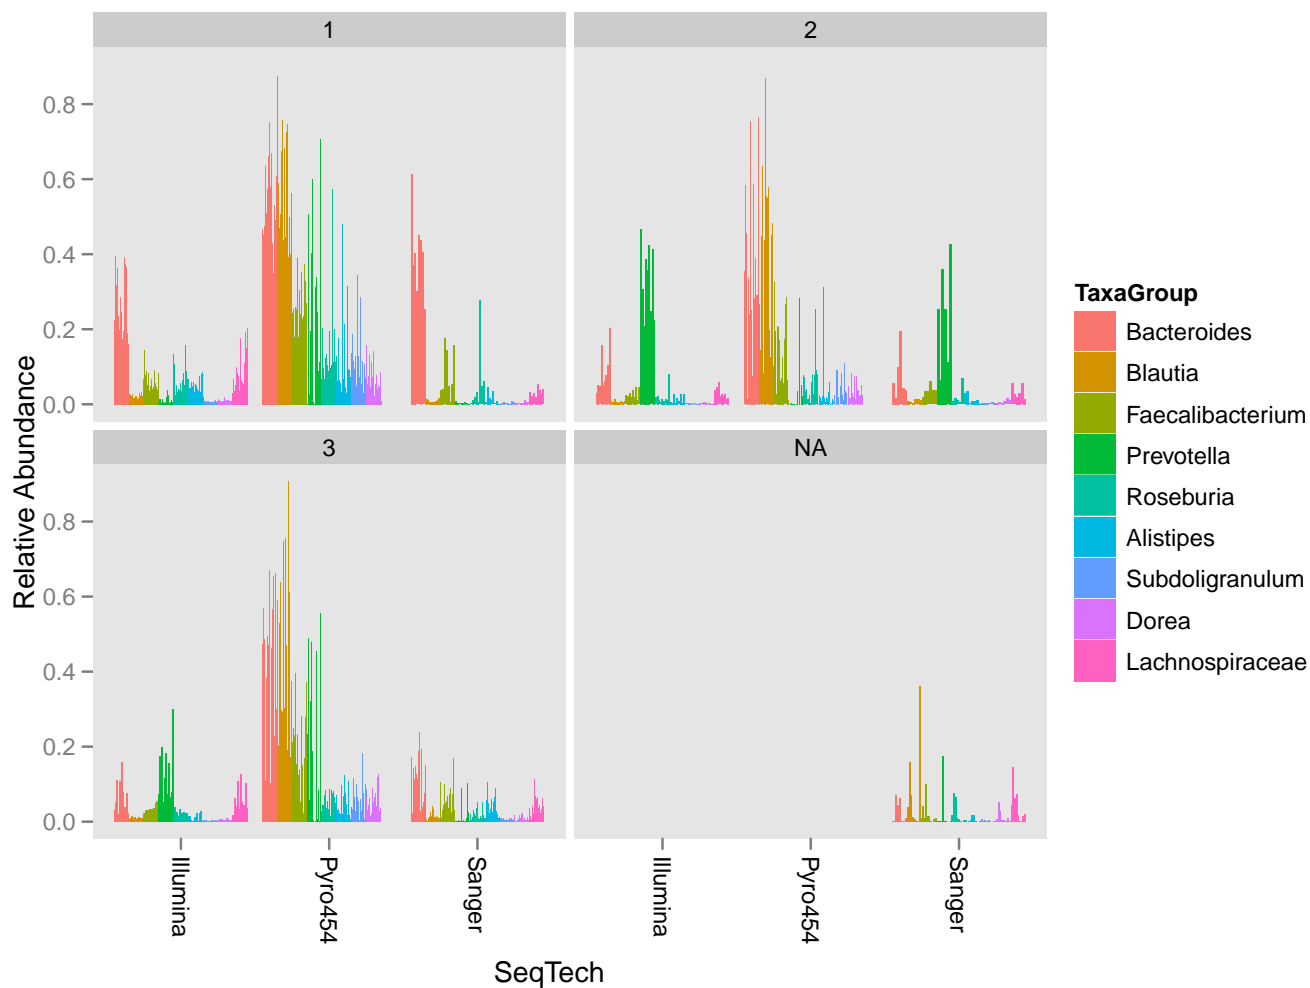 1
2
0.8
0.6
0.4
0.2
0.0
3
NA
0.8
0.6
0.4
0.2
0.0
Relative Abundance
Illumina
Pyro454
Sanger
Illumina
Pyro454
Sanger
SeqTech
TaxaGroup
Bacteroides
Blautia
Faecalibacterium
Prevotella
Roseburia
Alistipes
Subdoligranulum
Dorea
Lachnospiraceae